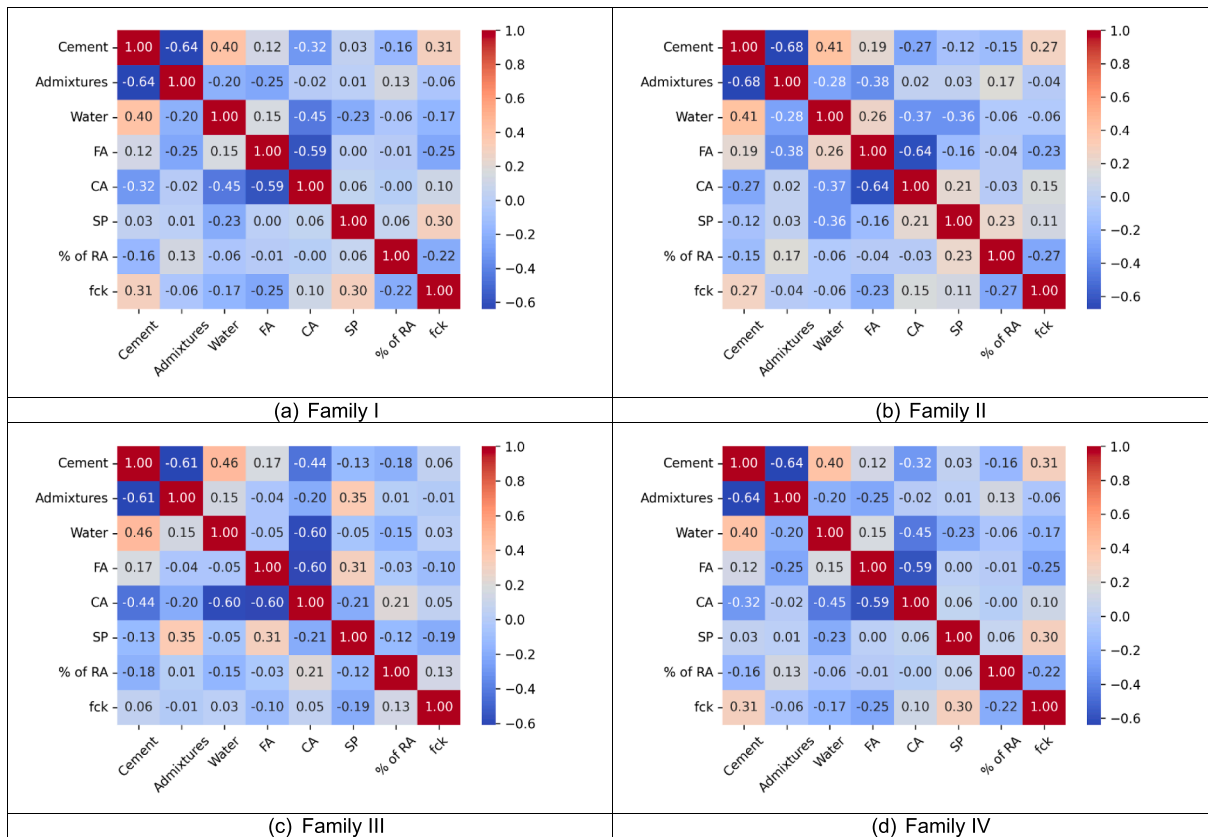 Cement 1.00 -0.64 0.40 0.12 -0.32 0.03 -0.16 0.31
Admixtures -0.64 1.00 -0.20 -0.25 -0.02 0.01 0.13 -0.06
Water 0.40 -0.20 1.00 0.15 -0.45 -0.23 -0.06 -0.17
FA 0.12 -0.25 0.15 1.00 -0.59 0.00 -0.01 -0.25
CA -0.32 -0.02 -0.45 -0.59 1.00 0.06 -0.00 0.10
SP 0.03 0.01 -0.23 0.00 0.06 1.00 0.06 0.30
% of RA -0.16 0.13 -0.06 -0.01 -0.00 0.06 1.00 -0.22
fck 0.31 -0.06 -0.17 -0.25 0.10 0.30 -0.22 1.00
Cement Admixtures Water FA CA SP % of RA fck
1.0
0.8
0.6
0.4
0.2
0.0
−0.2
−0.4
−0.6
(a) Family I
Cement 1.00 -0.68 0.41 0.19 -0.27 -0.12 -0.15 0.27
Admixtures -0.68 1.00 -0.28 -0.38 0.02 0.03 0.17 -0.04
Water 0.41 -0.28 1.00 0.26 -0.37 -0.36 -0.06 -0.06
FA 0.19 -0.38 0.26 1.00 -0.64 -0.16 -0.04 -0.23
CA -0.27 0.02 -0.37 -0.64 1.00 0.21 -0.03 0.15
SP -0.12 0.03 -0.36 -0.16 0.21 1.00 0.23 0.11
% of RA -0.15 0.17 -0.06 -0.04 -0.03 0.23 1.00 -0.27
fck 0.27 -0.04 -0.06 -0.23 0.15 0.11 -0.27 1.00
Cement Admixtures Water FA CA SP % of RA fck
1.0
0.8
0.6
0.4
0.2
0.0
−0.2
−0.4
−0.6
(b) Family II
Cement 1.00 -0.61 0.46 0.17 -0.44 -0.13 -0.18 0.06
Admixtures -0.61 1.00 0.15 -0.04 -0.20 0.35 0.01 -0.01
Water 0.46 0.15 1.00 -0.05 -0.60 -0.05 -0.15 0.03
FA 0.17 -0.04 -0.05 1.00 -0.60 0.31 -0.03 -0.10
CA -0.44 -0.20 -0.60 -0.60 1.00 -0.21 0.21 0.05
SP -0.13 0.35 -0.05 0.31 -0.21 1.00 -0.12 -0.19
% of RA -0.18 0.01 -0.15 -0.03 0.21 -0.12 1.00 0.13
fck 0.06 -0.01 0.03 -0.10 0.05 -0.19 0.13 1.00
Cement Admixtures Water FA CA SP % of RA fck
1.0
0.8
0.6
0.4
0.2
0.0
−0.2
−0.4
−0.6
(c) Family III
Cement 1.00 -0.64 0.40 0.12 -0.32 0.03 -0.16 0.31
Admixtures -0.64 1.00 -0.20 -0.25 -0.02 0.01 0.13 -0.06
Water 0.40 -0.20 1.00 0.15 -0.45 -0.23 -0.06 -0.17
FA 0.12 -0.25 0.15 1.00 -0.59 0.00 -0.01 -0.25
CA -0.32 -0.02 -0.45 -0.59 1.00 0.06 -0.00 0.10
SP 0.03 0.01 -0.23 0.00 0.06 1.00 0.06 0.30
% of RA -0.16 0.13 -0.06 -0.01 -0.00 0.06 1.00 -0.22
fck 0.31 -0.06 -0.17 -0.25 0.10 0.30 -0.22 1.00
Cement Admixtures Water FA CA SP % of RA fck
1.0
0.8
0.6
0.4
0.2
0.0
−0.2
−0.4
−0.6
(d) Family IV